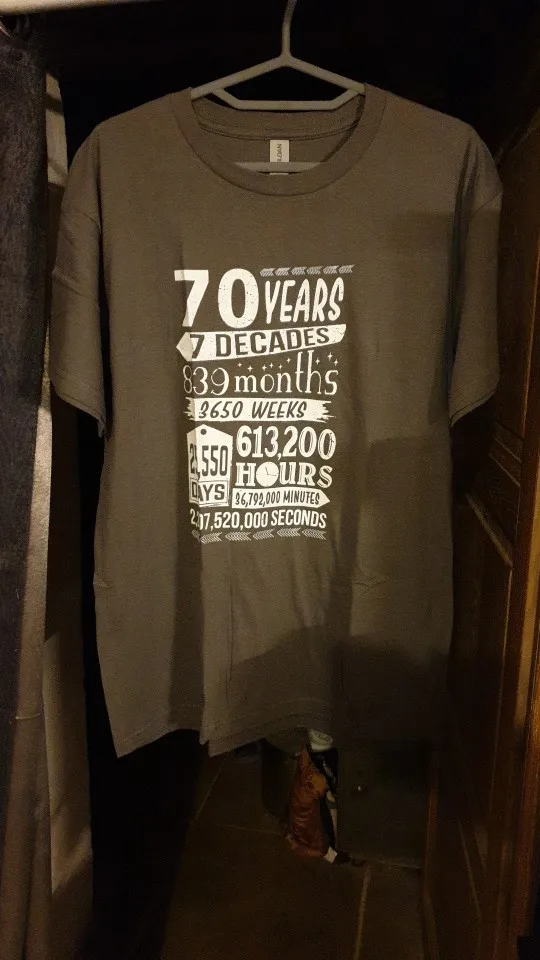 70 YEARS
7 DECADES
839 months
3650 WEEKS
613,200
HOURS
DAYS
36,792,000 MINUTES
SECONDS